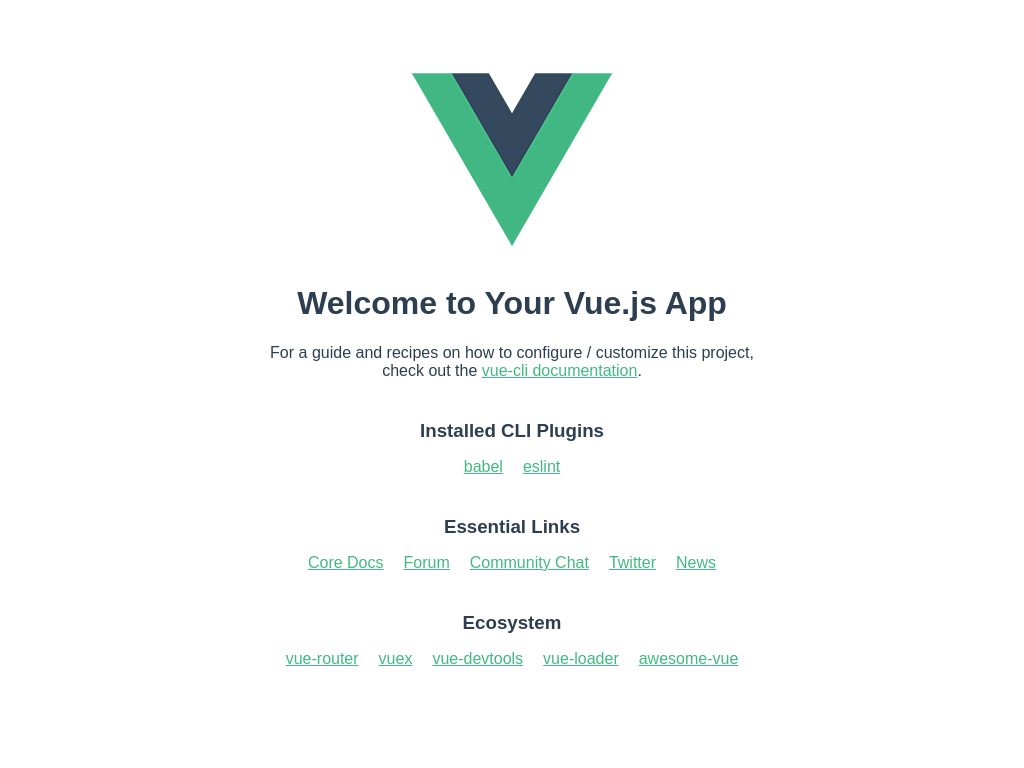 Welcome to Your Vue.js App
For a guide and recipes on how to configure / customize this project,
check out the vue-cli documentation.
Installed CLI Plugins
babel eslint
Essential Links
Core Docs Forum Community Chat Twitter News
Ecosystem
vue-router vuex vue-devtools vue-loader awesome-vue